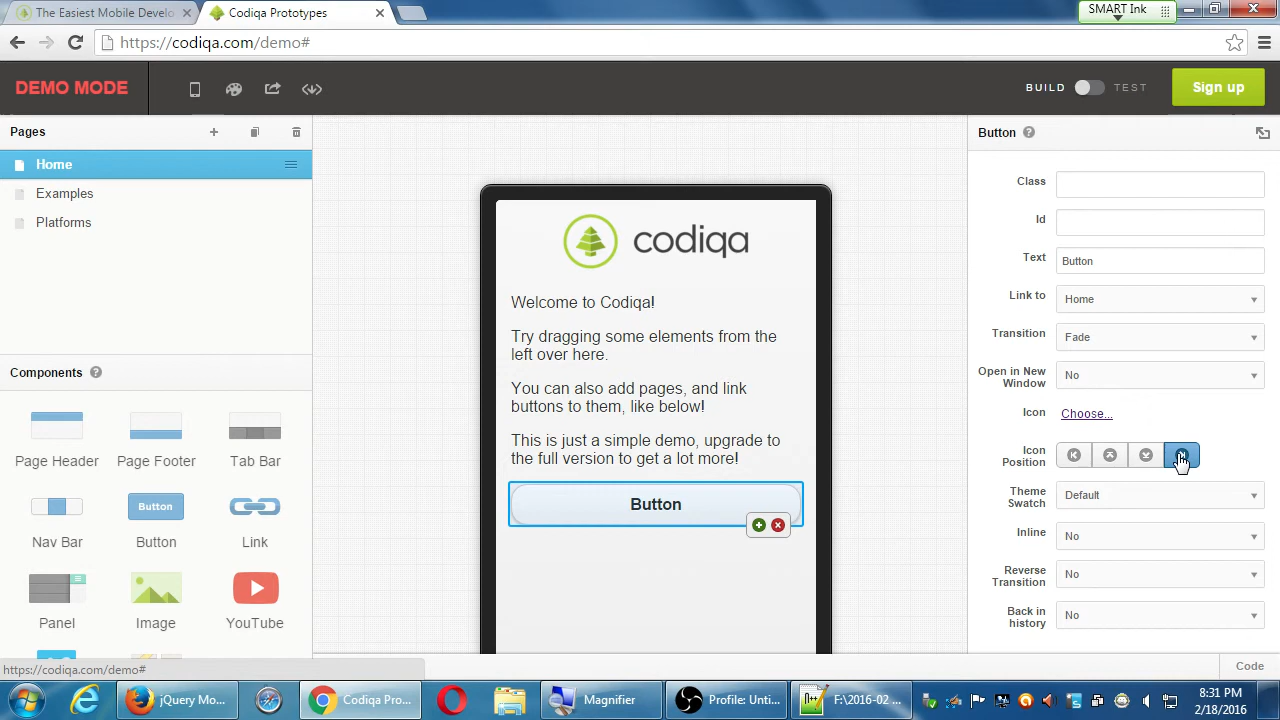 The Easiest Mobile Develo
Codiqa Prototypes
SMART Ink
https://codiqa.com/demo#
DEMO MODE
BUILD
TEST
Sign up
Pages
Home
Examples
Platforms
Components
Page Header
Page Footer
Tab Bar
Nav Bar
Button
Button
Link
Panel
Image
YouTube
https://codiqa.com/demo#
codiqa
Welcome to Codiqa!
Try dragging some elements from the
left over here.
You can also add pages, and link
buttons to them, like below!
This is just a simple demo, upgrade to
the full version to get a lot more!
Button
Button
Class
Id
Text
Button
Link to
Home
Transition
Fade
Open in New
Window
No
Icon
Choose...
Icon
Position
Theme
Swatch
Default
Inline
No
Reverse
Transition
No
Back in
history
No
Code
jQuery Mo...
Codiqa Pro...
Magnifier
Profile: Unti...
F:\2016-02 ...
8:31 PM
2/18/2016